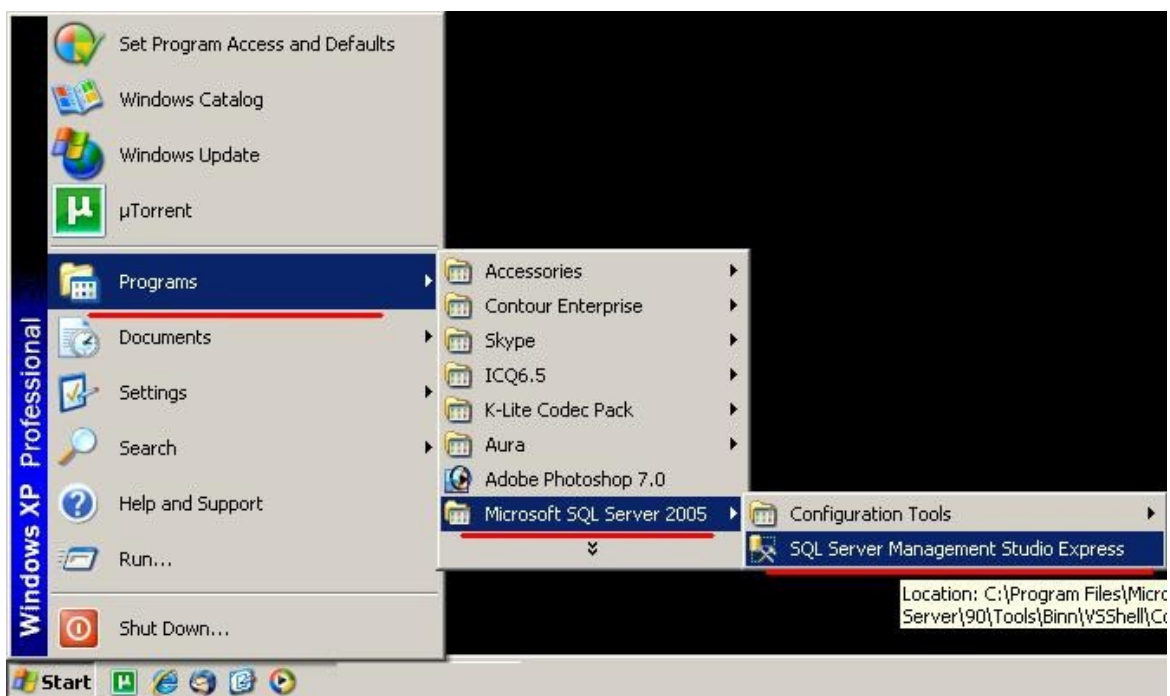 Set Program Access and Defaults
Windows Catalog
Windows Update
µTorrent
Programs
Documents
Settings
Search
Help and Support
Run...
Shut Down...
Windows XP Professional
Accessories
Contour Enterprise
Skype
ICQ6.5
K-Lite Codec Pack
Aura
Adobe Photoshop 7.0
Microsoft SQL Server 2005
Configuration Tools
SQL Server Management Studio Express
Location: C:\Program Files\Micro
Server\90\Tools\Binn\VSShell\Co
Start